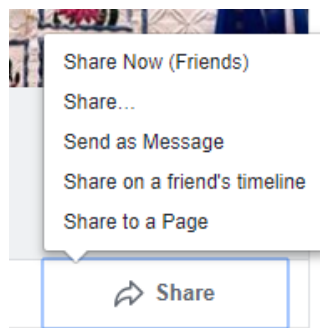 Share Now (Friends)
Share...
Send as Message
Share on a friend's timeline
Share to a Page
Share